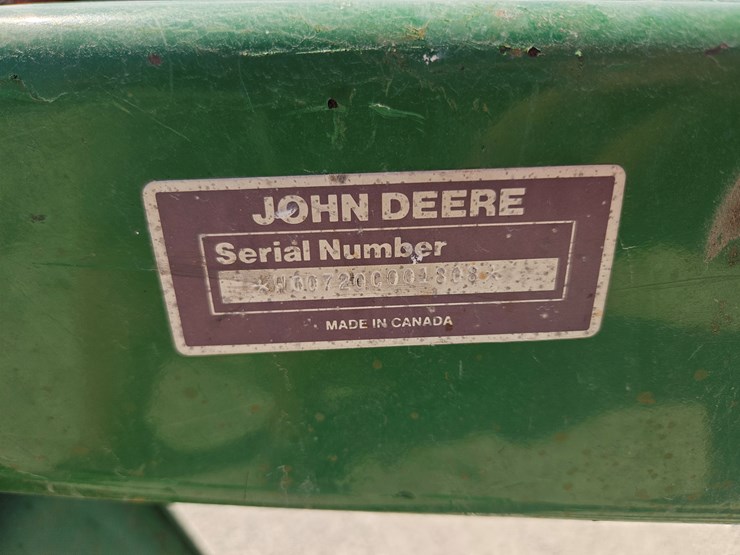 JOHN DEERE
Serial Number
MADE IN CANADA